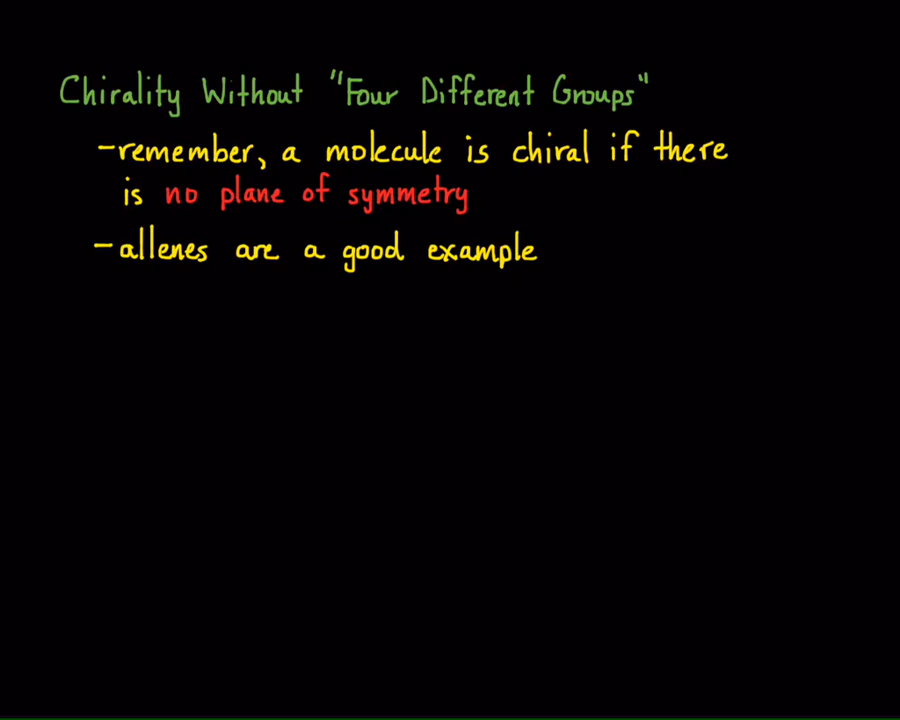 Chirality Without "Four Different Groups"
-remember, a molecule is chiral if there
is no plane of symmetry
-allenes are a good example